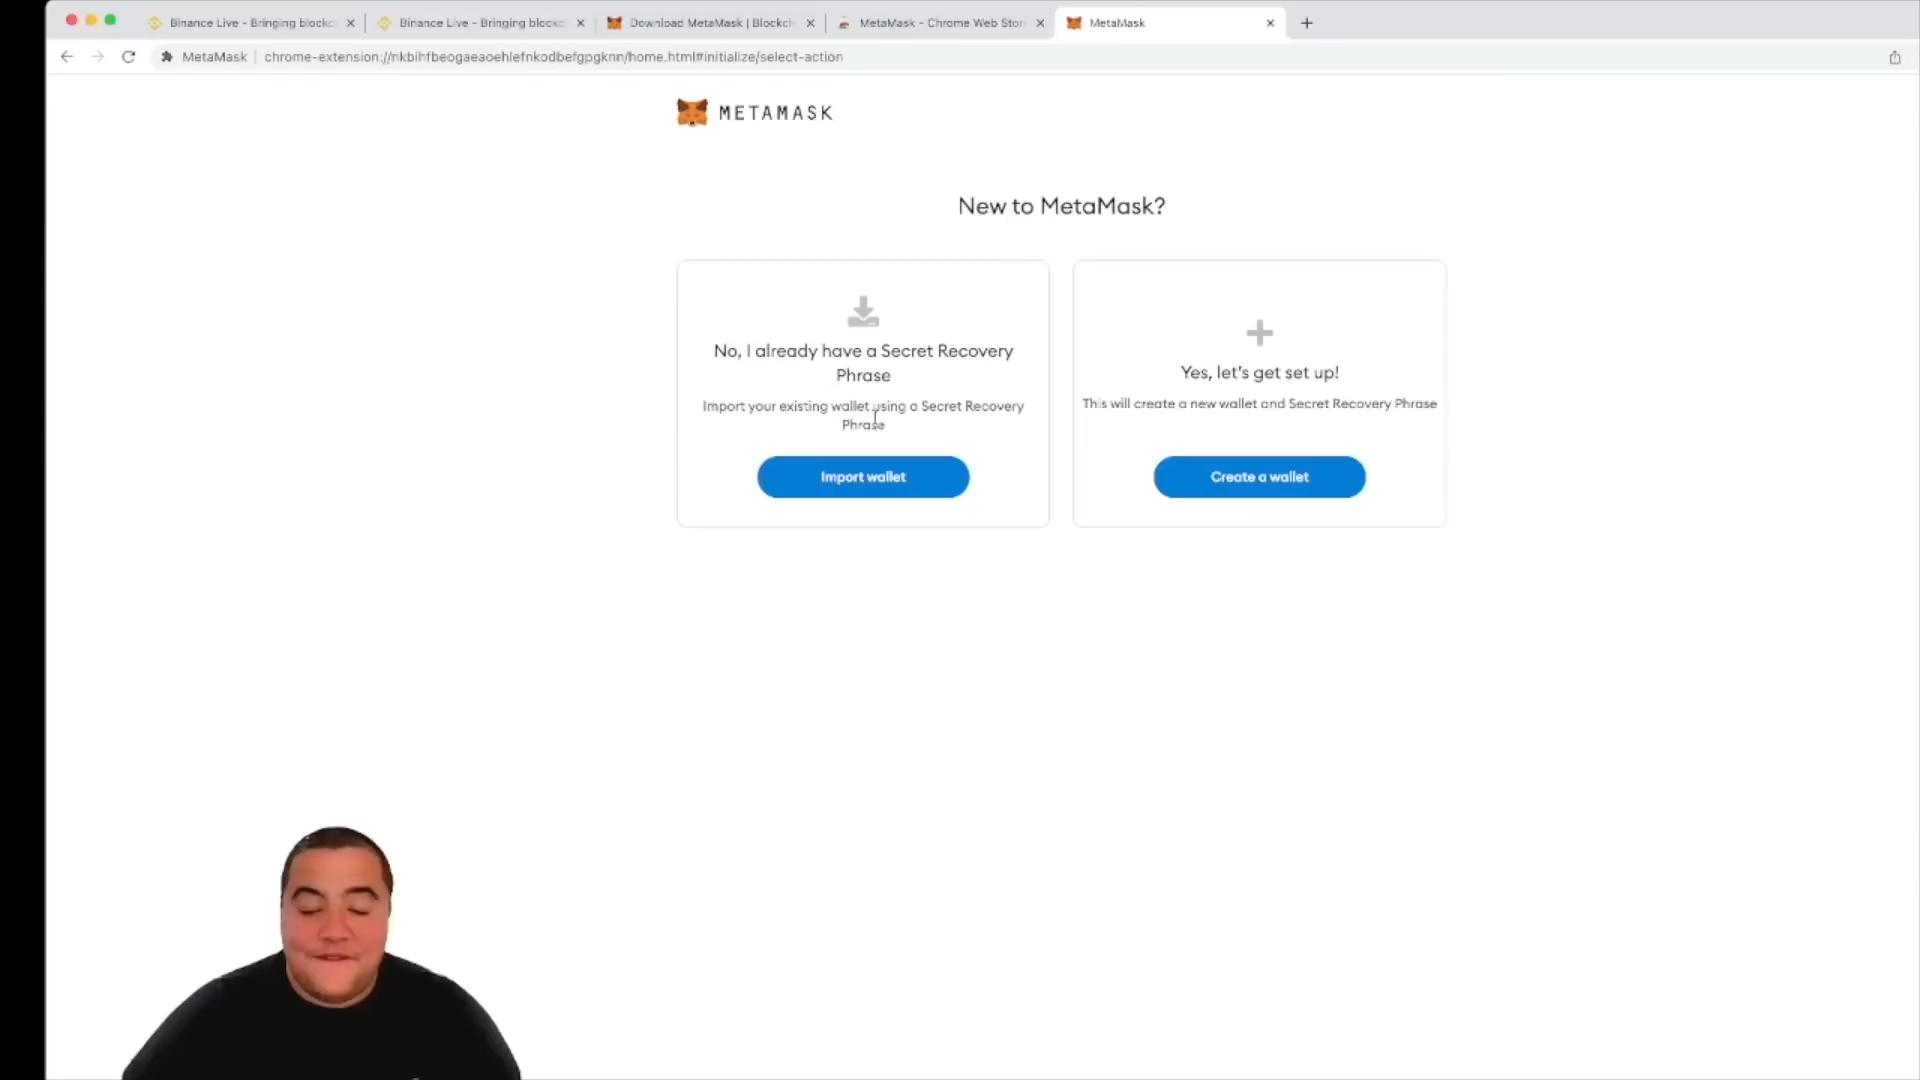 Binance Live - Bringing blockc
Binance Live - Bringing blockc
Download MetaMask | Blockch
MetaMask - Chrome Web Stor
MetaMask
MetaMask | chrome-extension://nkbihfbeogaeaoehlefnkodbefgpgknn/home.html#initialize/select-action
METAMASK
New to MetaMask?
No, I already have a Secret Recovery
Phrase
Import your existing wallet using a Secret Recovery
Phrase
Import wallet
Yes, let's get set up!
This will create a new wallet and Secret Recovery Phrase
Create a wallet